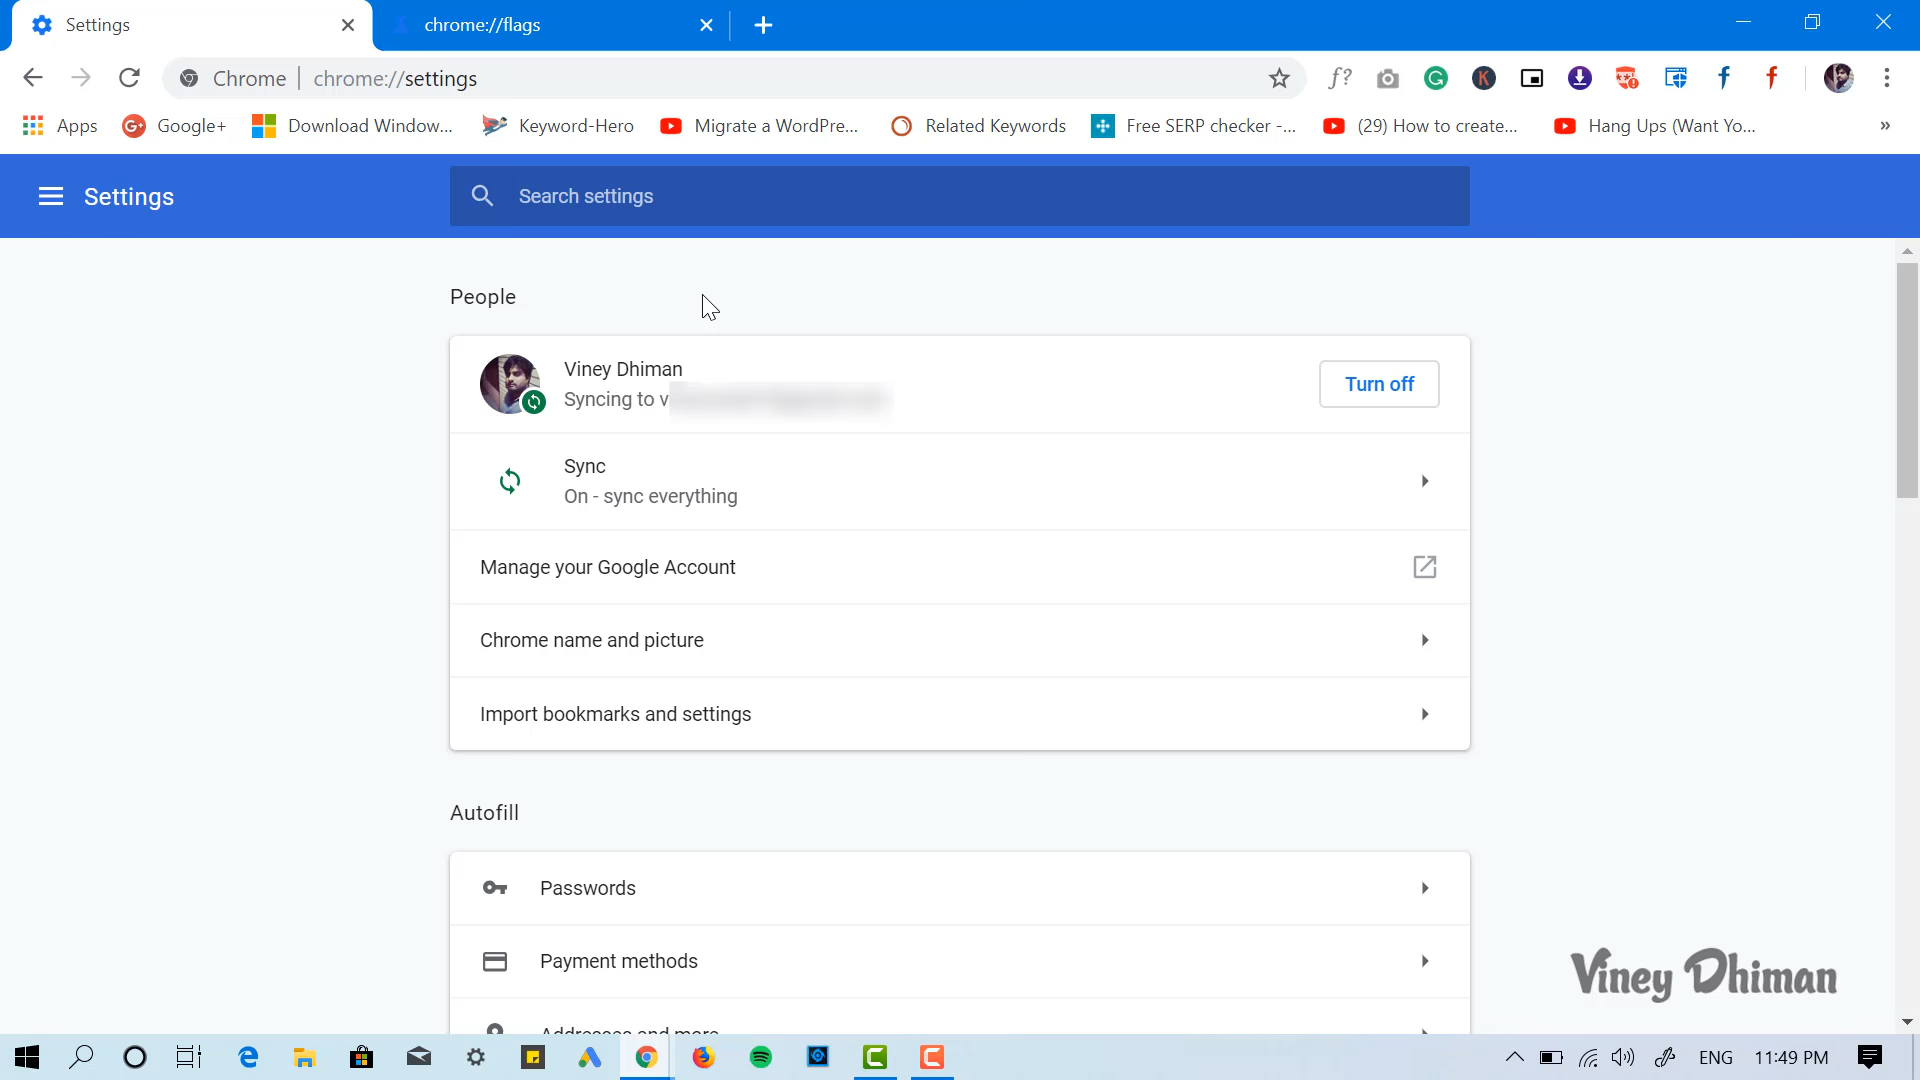 Settings
chrome://flags
Chrome | chrome://settings
f?
K
Apps
Google+
Download Window...
Keyword-Hero
Migrate a WordPre...
Related Keywords
Free SERP checker -...
(29) How to create...
Hang Ups (Want Yo...
»
Settings
Search settings
People
Viney Dhiman
Syncing to v
Turn off
Sync
On - sync everything
Manage your Google Account
Chrome name and picture
Import bookmarks and settings
Autofill
Passwords
Payment methods
Addresses and more
Viney Dhiman
ENG
11:49 PM